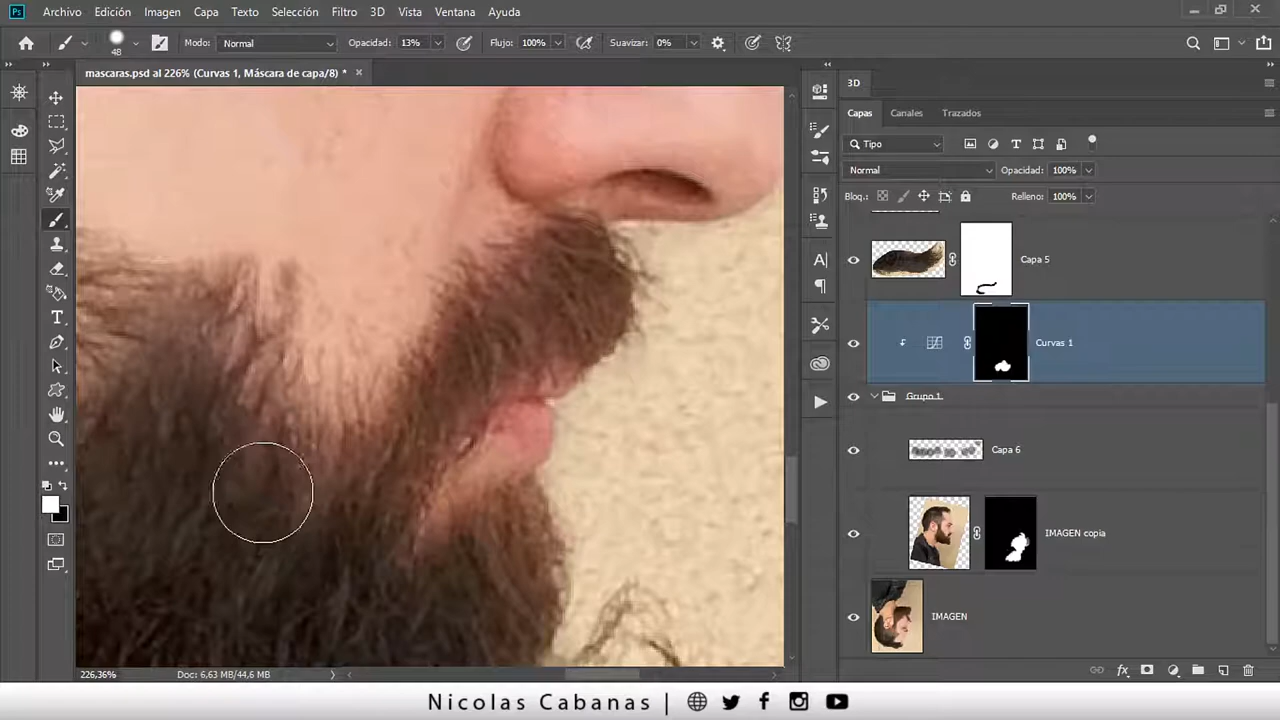 Ps Archivo Edición Imagen Capa Texto Selección Filtro 3D Vista Ventana Ayuda
48 Modo: Normal Opacidad: 13% Flujo: 100% Suavizar: 0%
mascaras.psd al 226% (Curvas 1, Máscara de capa/8) *
3D
Capas Canales Trazados
Tipo
Normal Opacidad: 100%
Bloq.: Relleno: 100%
Capa 5
Curvas 1
Grupo 1
Capa 6
IMAGEN copia
IMAGEN
226,36% Doc: 6,63 MB/44,6 MB
Nicolas Cabanas |